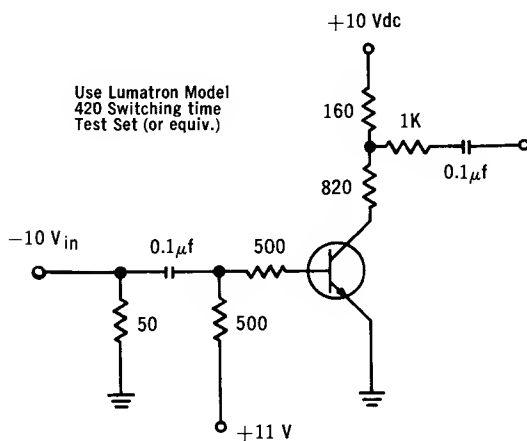 +10 Vdc
Use Lumatron Model
420 Switching time
Test Set (or equiv.)
160
1K
820
0.1μf
−10 Vin
0.1μf
500
50
500
+11 V